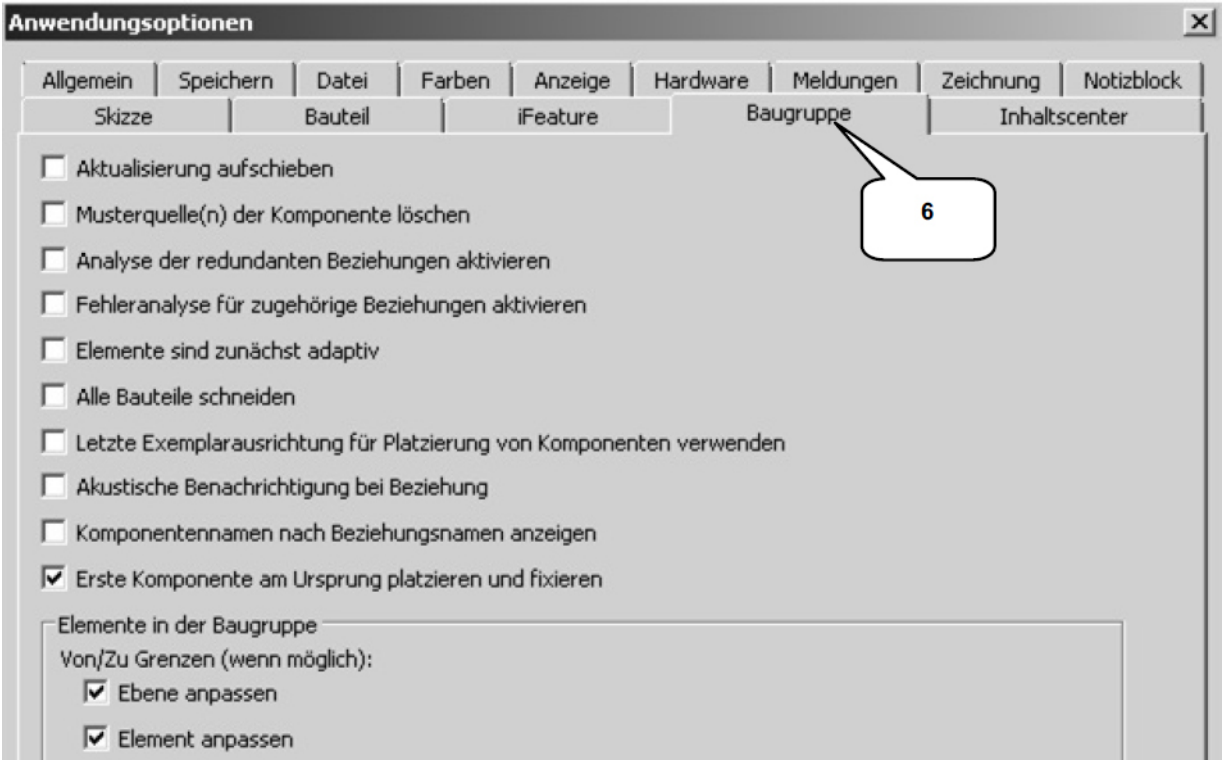 Anwendungsoptionen
Allgemein Speichern Datei Farben Anzeige Hardware Meldungen Zeichnung Notizblock
Skizze Bauteil iFeature Baugruppe Inhaltscenter
Aktualisierung aufschieben
Musterquelle(n) der Komponente löschen
6
Analyse der redundanten Beziehungen aktivieren
Fehleranalyse für zugehörige Beziehungen aktivieren
Elemente sind zunächst adaptiv
Alle Bauteile schneiden
Letzte Exemplarausrichtung für Platzierung von Komponenten verwenden
Akustische Benachrichtigung bei Beziehung
Komponentennamen nach Beziehungsnamen anzeigen
Erste Komponente am Ursprung platzieren und fixieren
Elemente in der Baugruppe
Von/Zu Grenzen (wenn möglich):
Ebene anpassen
Element anpassen